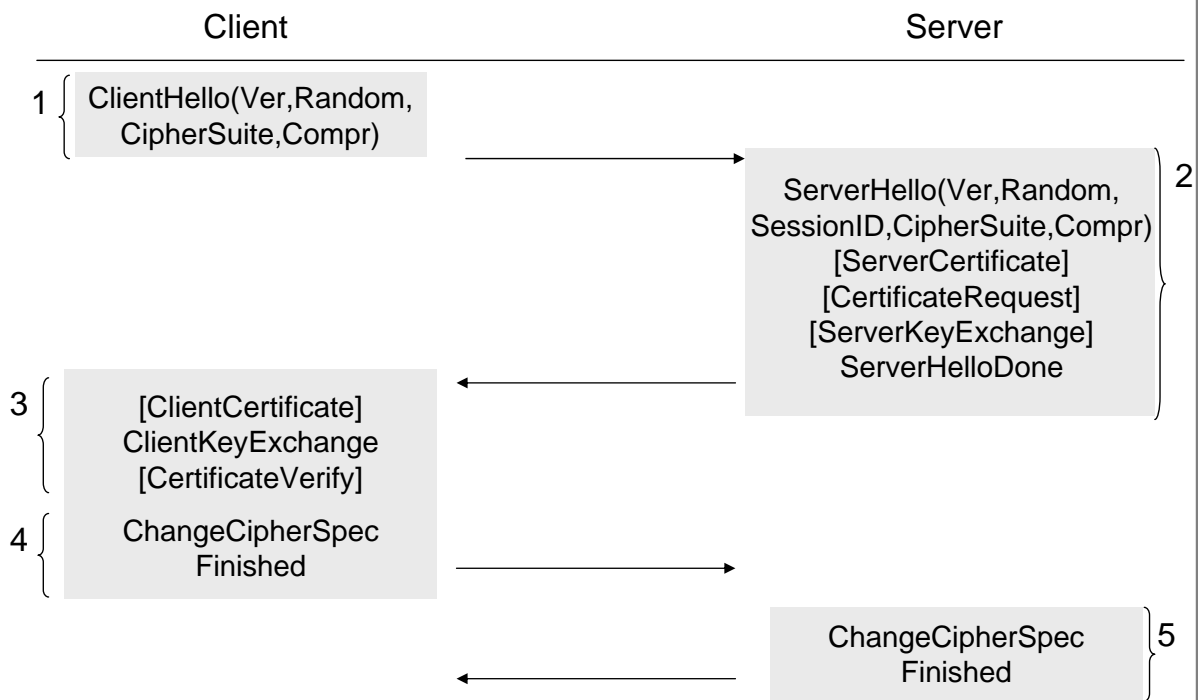 Client
Server
1
ClientHello(Ver,Random,
CipherSuite,Compr)
2
ServerHello(Ver,Random,
SessionID,CipherSuite,Compr)
[ServerCertificate]
[CertificateRequest]
[ServerKeyExchange]
ServerHelloDone
3
[ClientCertificate]
ClientKeyExchange
[CertificateVerify]
4
ChangeCipherSpec
Finished
ChangeCipherSpec
Finished
5